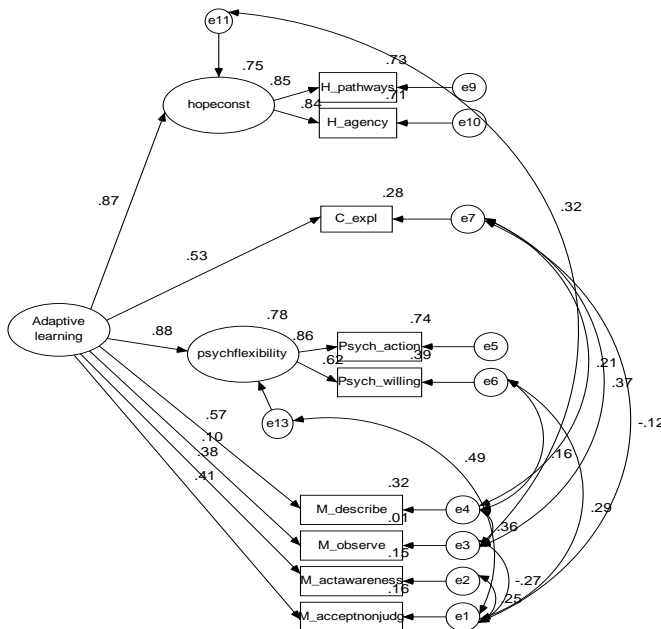 e11
.75
.85
.73
H_pathways
e9
hopeconst
.84
.71
H_agency
e10
.87
.28
.32
C_expl
e7
.53
Adaptive
learning
.88
.78
.86
.74
Psych_action
e5
psychflexibility
.62
.39
Psych_willing
e6
.21
.37
-.12
e13
.57
.10
.38
.41
.49
.16
.32
M_describe
e4
.29
.01
.36
M_observe
e3
.15
-.27
M_actawareness
e2
.16
.25
M_acceptnonjudg
e1